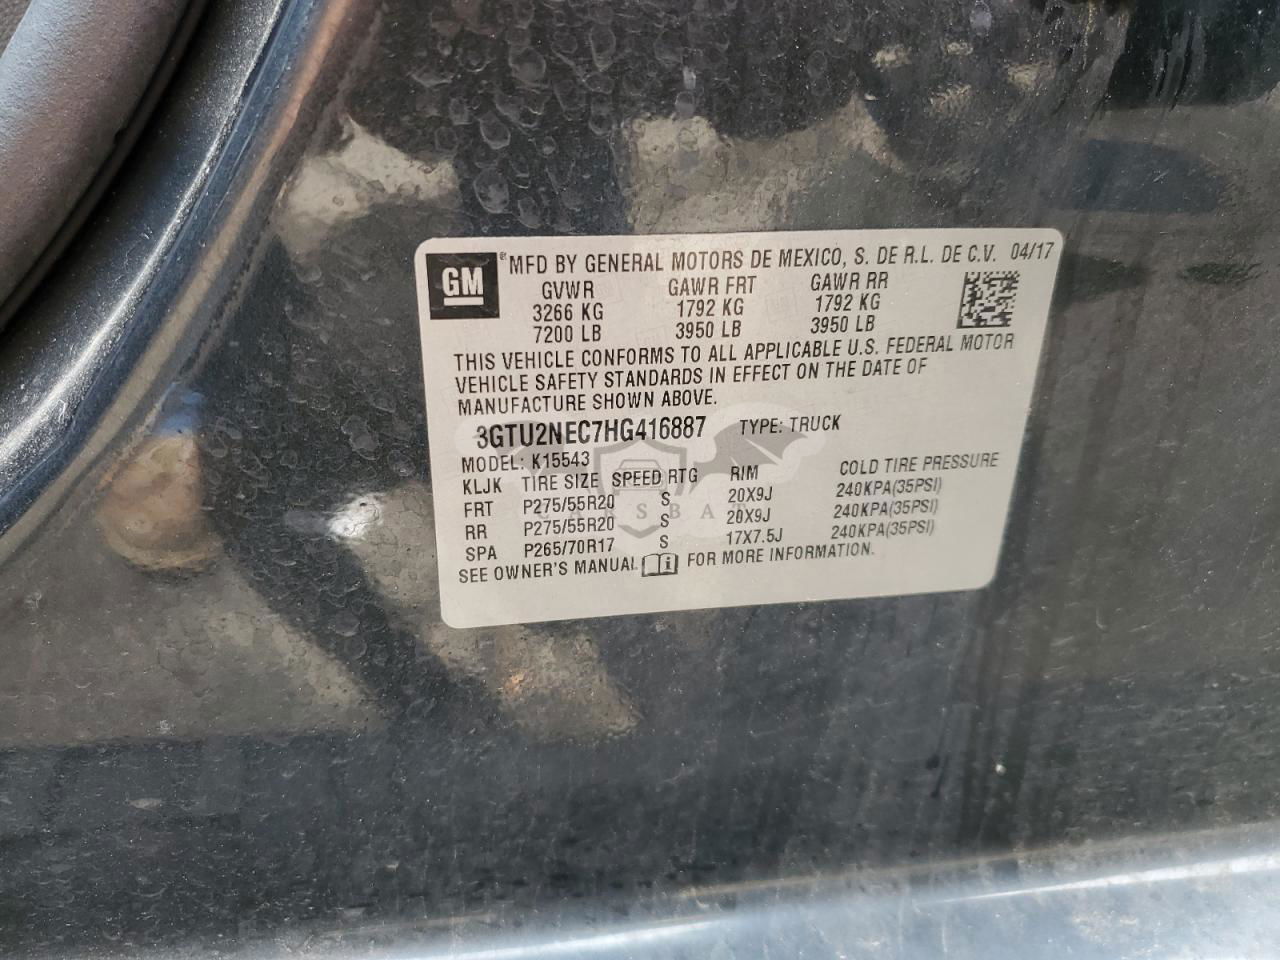 GM ® MFD BY GENERAL MOTORS DE MEXICO, S. DE R.L. DE C.V. 04/17
GVWR GAWR FRT GAWR RR
3266 KG 1792 KG 1792 KG
7200 LB 3950 LB 3950 LB
THIS VEHICLE CONFORMS TO ALL APPLICABLE U.S. FEDERAL MOTOR
VEHICLE SAFETY STANDARDS IN EFFECT ON THE DATE OF
MANUFACTURE SHOWN ABOVE.
3GTU2NEC7HG416887 TYPE: TRUCK
MODEL: K15543
KLJK TIRE SIZE SPEED RTG RIM COLD TIRE PRESSURE
FRT P275/55R20 S 20X9J 240KPA(35PSI)
RR P275/55R20 S 20X9J 240KPA(35PSI)
SPA P265/70R17 S 17X7.5J 240KPA(35PSI)
SEE OWNER'S MANUAL i FOR MORE INFORMATION.
CARSBAT